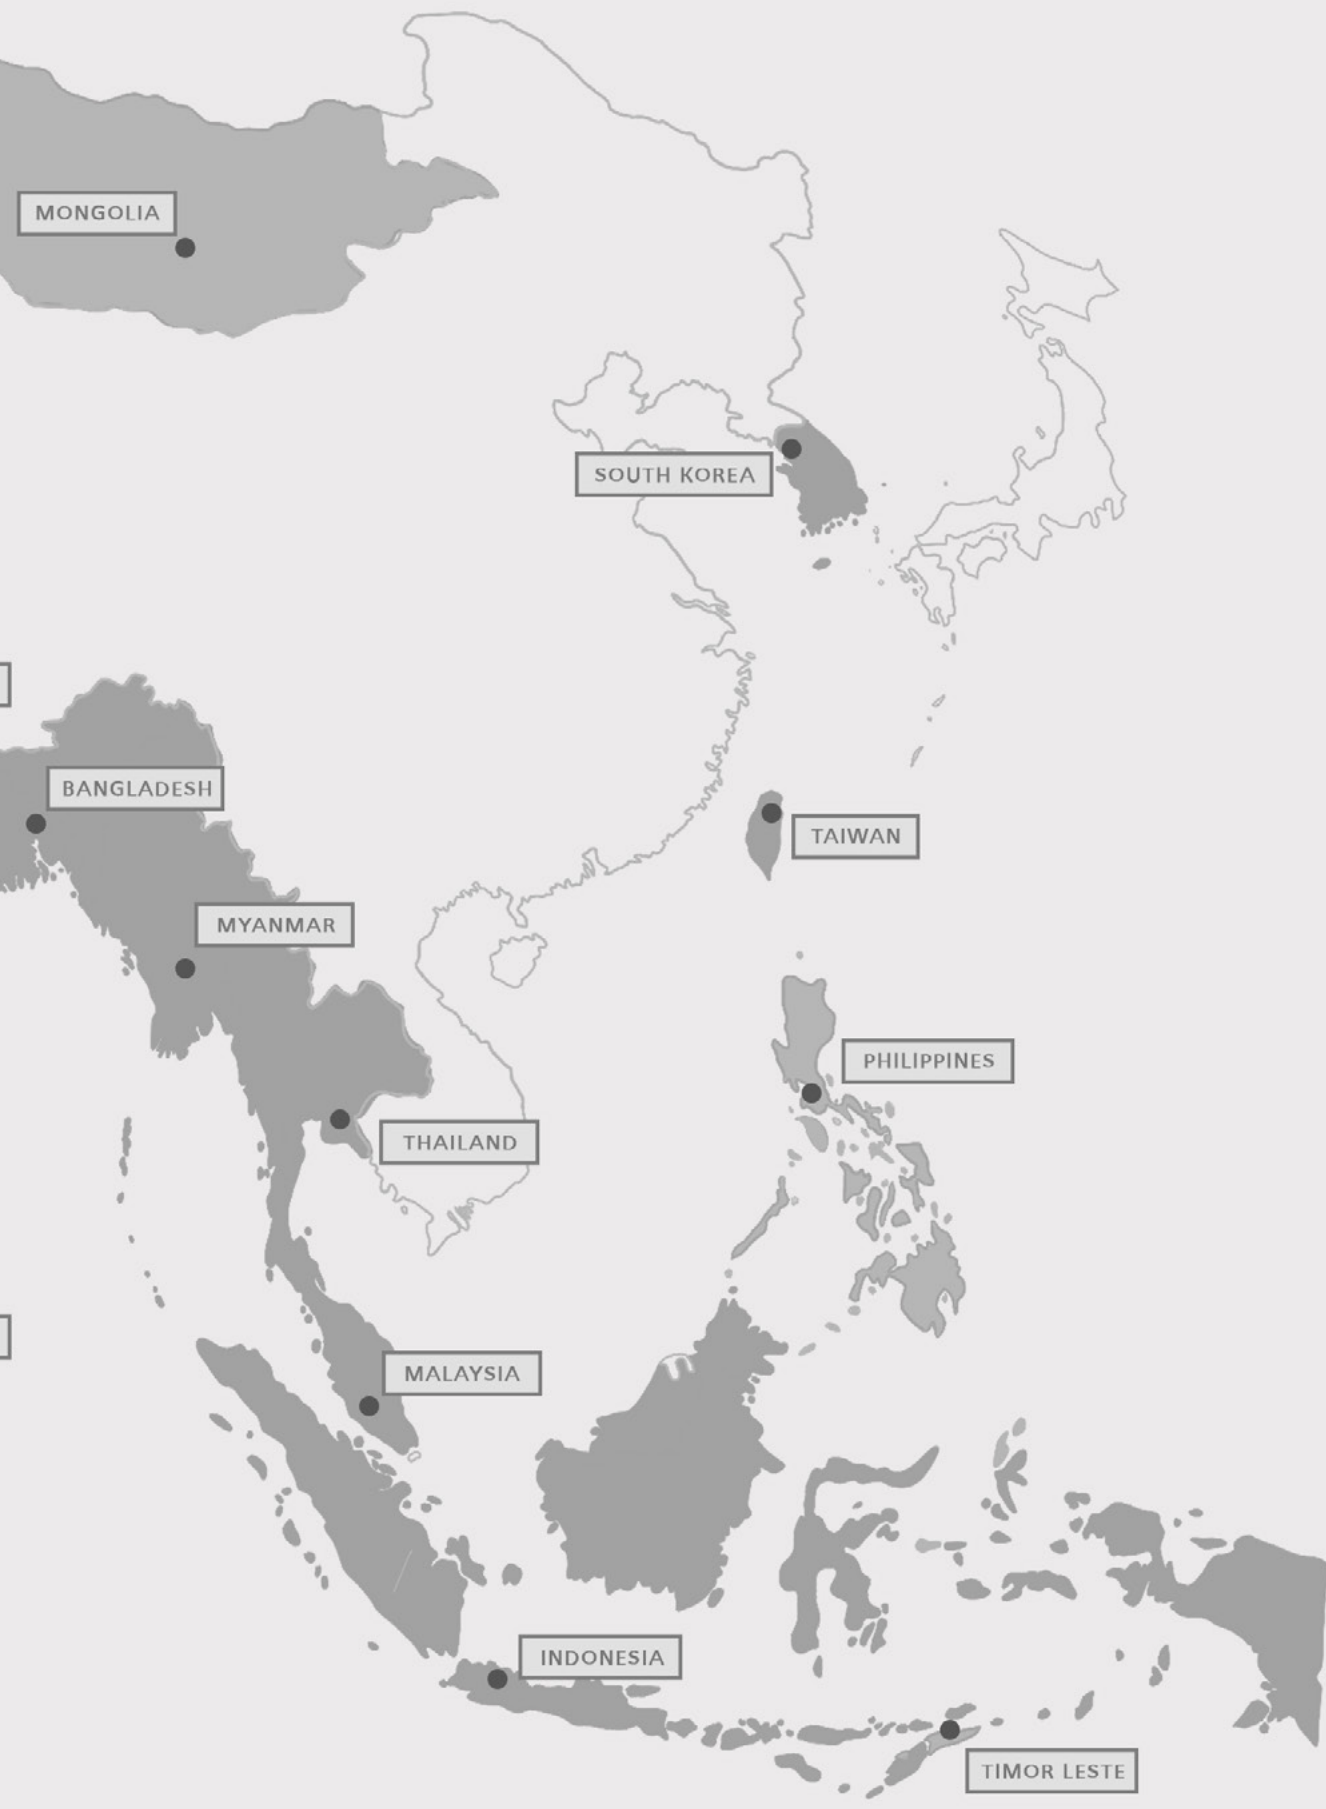 MONGOLIA
SOUTH KOREA
BANGLADESH
TAIWAN
MYANMAR
PHILIPPINES
THAILAND
MALAYSIA
INDONESIA
TIMOR LESTE